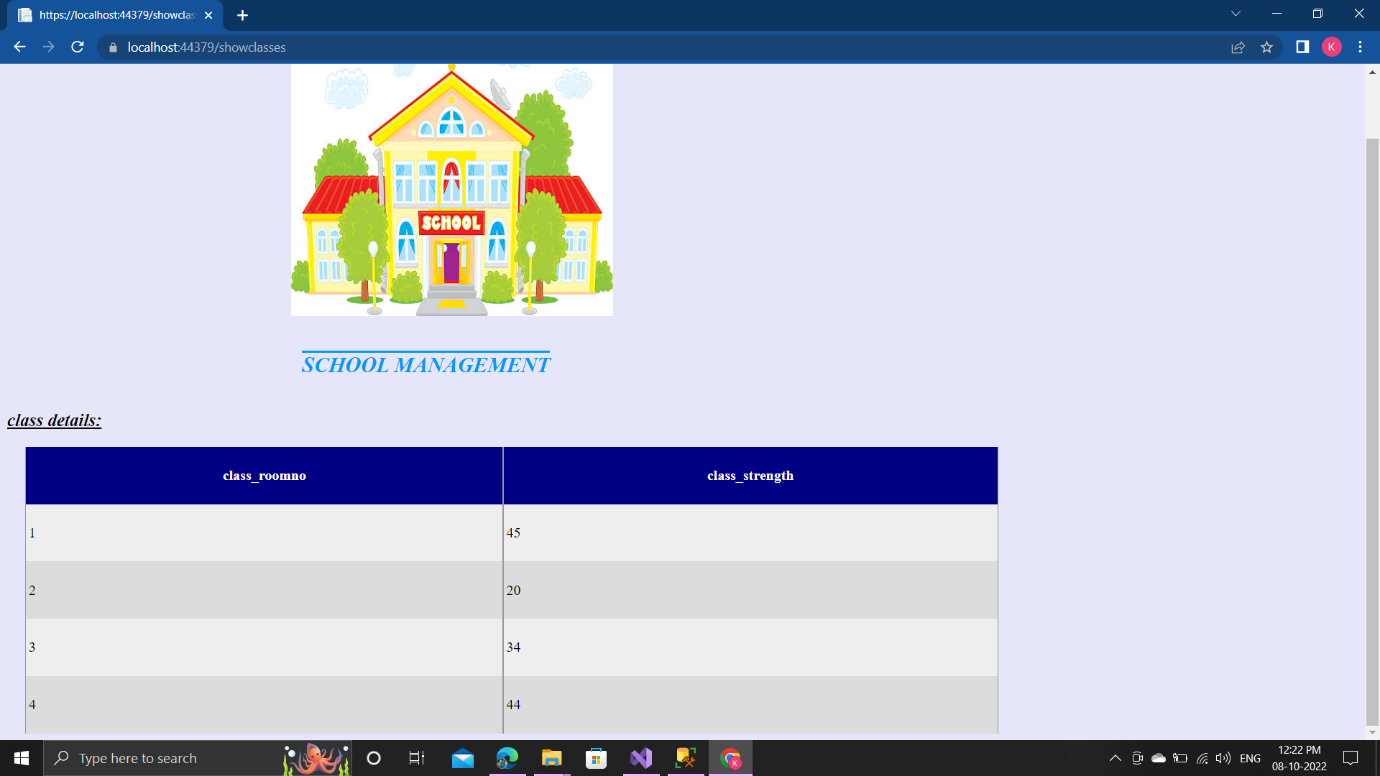 https://localhost:44379/showclas
localhost:44379/showclasses
K
SCHOOL
SCHOOL MANAGEMENT
class details:
class_roomno class_strength
1 45
2 20
3 34
4 44
Type here to search
K
ENG
12:22 PM
08-10-2022